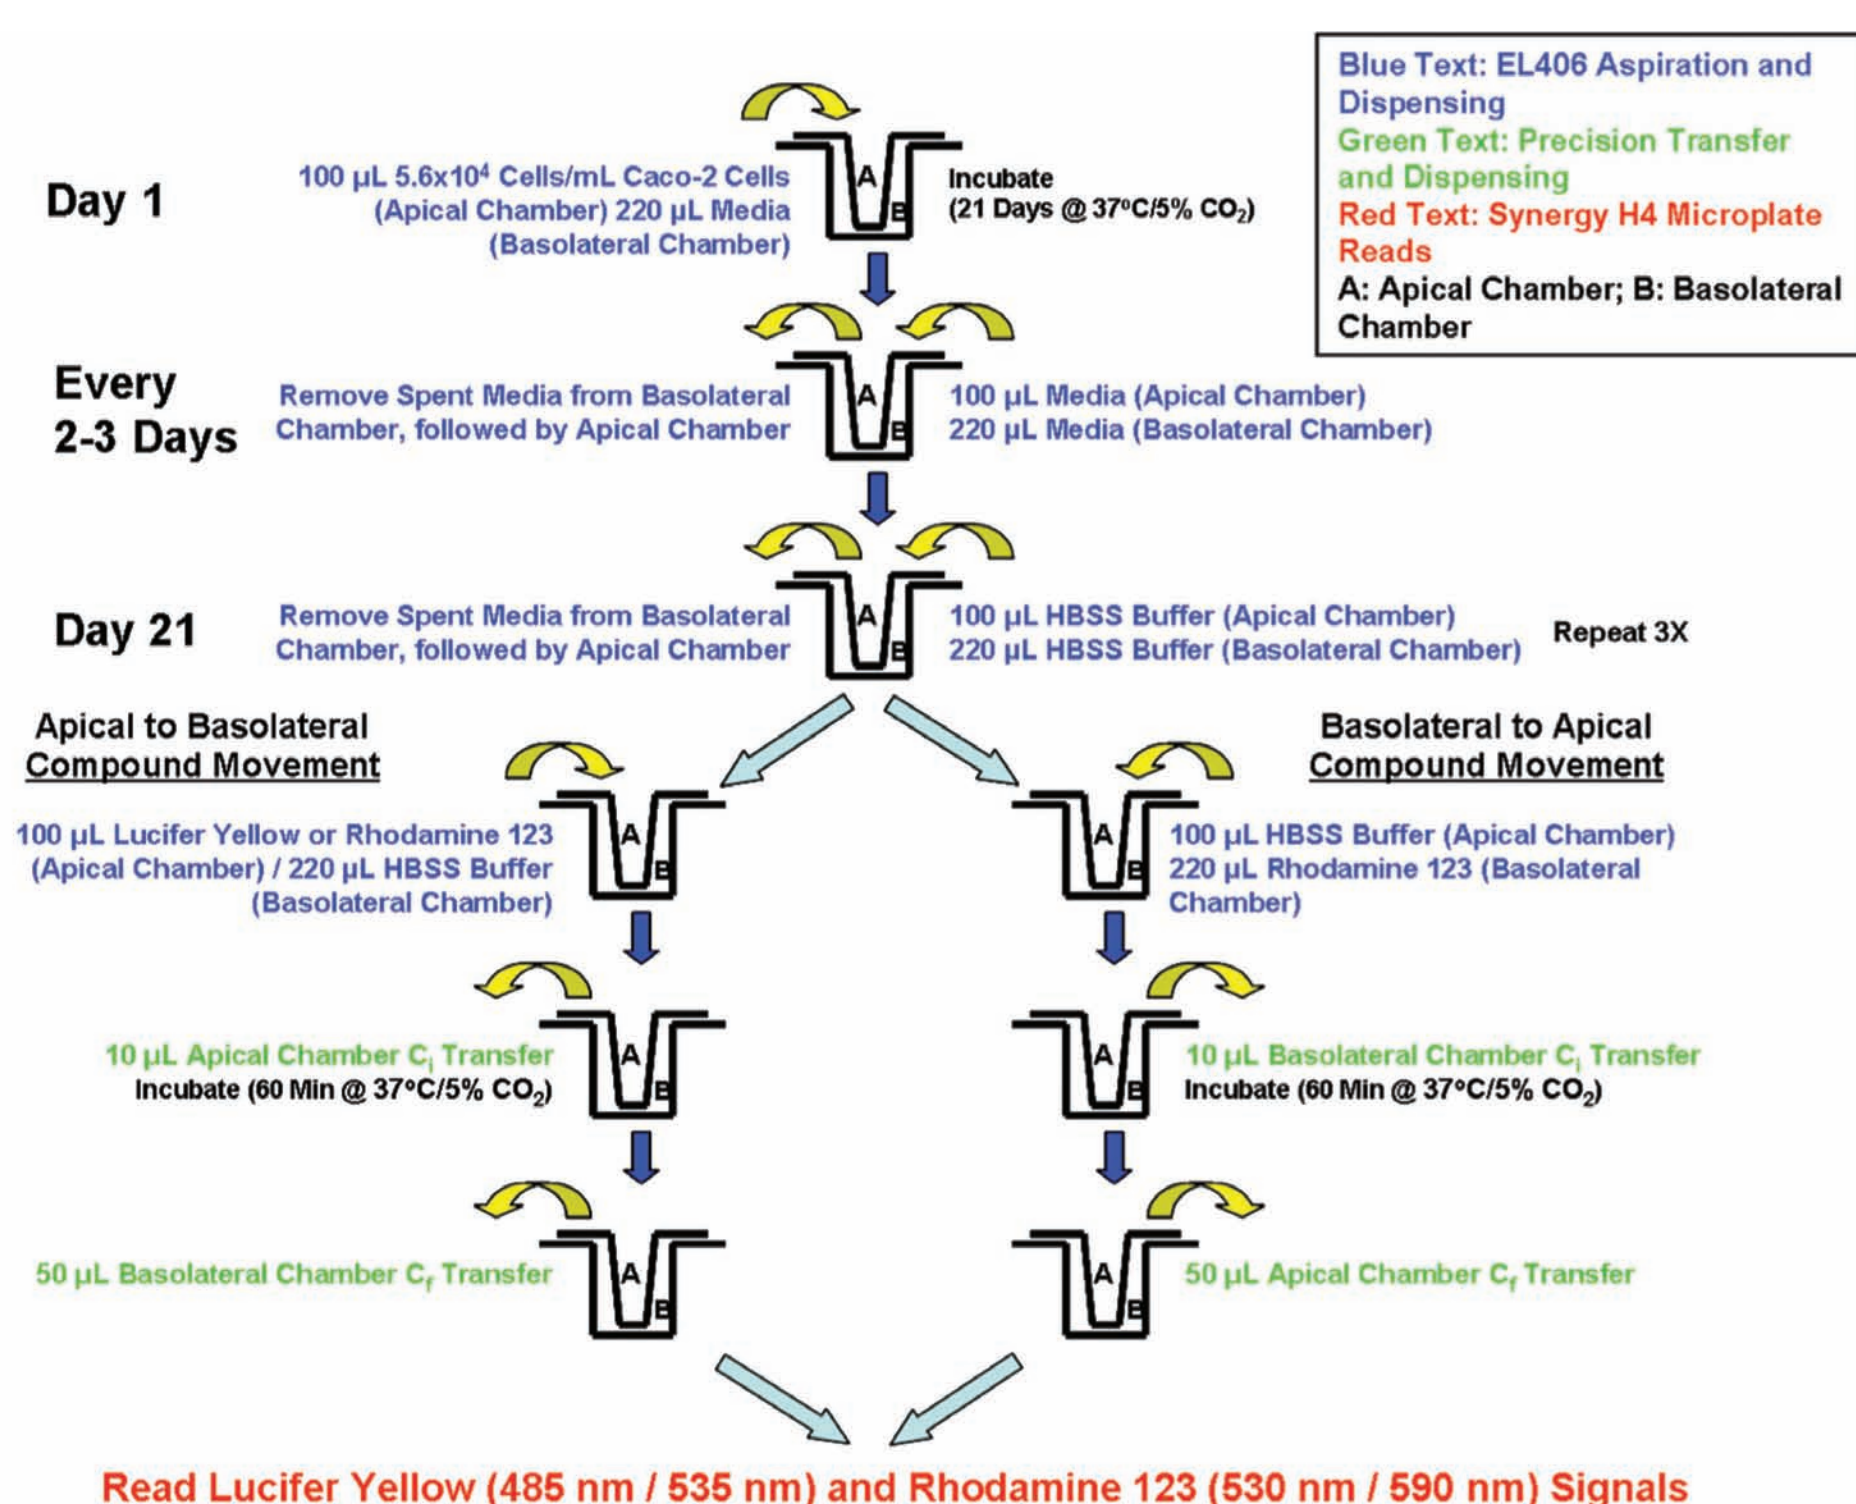 Blue Text: EL406 Aspiration and
Dispensing
Green Text: Precision Transfer
and Dispensing
Red Text: Synergy H4 Microplate
Reads
A: Apical Chamber; B: Basolateral
Chamber
Day 1
100 µL 5.6x10⁴ Cells/mL Caco-2 Cells
(Apical Chamber) 220 µL Media
(Basolateral Chamber)
A
B
Incubate
(21 Days @ 37ºC/5% CO₂)
Every
2-3 Days
Remove Spent Media from Basolateral
Chamber, followed by Apical Chamber
A
B
100 µL Media (Apical Chamber)
220 µL Media (Basolateral Chamber)
Day 21
Remove Spent Media from Basolateral
Chamber, followed by Apical Chamber
A
B
100 µL HBSS Buffer (Apical Chamber)
220 µL HBSS Buffer (Basolateral Chamber)
Repeat 3X
Apical to Basolateral
Compound Movement
100 µL Lucifer Yellow or Rhodamine 123
(Apical Chamber) / 220 µL HBSS Buffer
(Basolateral Chamber)
A
B
10 µL Apical Chamber Cᵢ Transfer
Incubate (60 Min @ 37ºC/5% CO₂)
A
B
50 µL Basolateral Chamber C_f Transfer
A
B
Basolateral to Apical
Compound Movement
A
B
100 µL HBSS Buffer (Apical Chamber)
220 µL Rhodamine 123 (Basolateral
Chamber)
A
B
10 µL Basolateral Chamber Cᵢ Transfer
Incubate (60 Min @ 37ºC/5% CO₂)
A
B
50 µL Apical Chamber C_f Transfer
Read Lucifer Yellow (485 nm / 535 nm) and Rhodamine 123 (530 nm / 590 nm) Signals